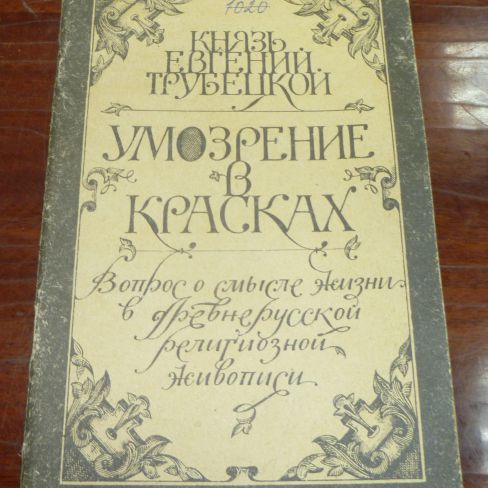 1020
КНЯЗЬ
ЕВГЕНИЙ
ТРУБЕЦКОЙ
УМОЗРЕНИЕ
В
КРАСКАХ
Вопрос о смысле жизни
в древнерусской
религиозной
живописи